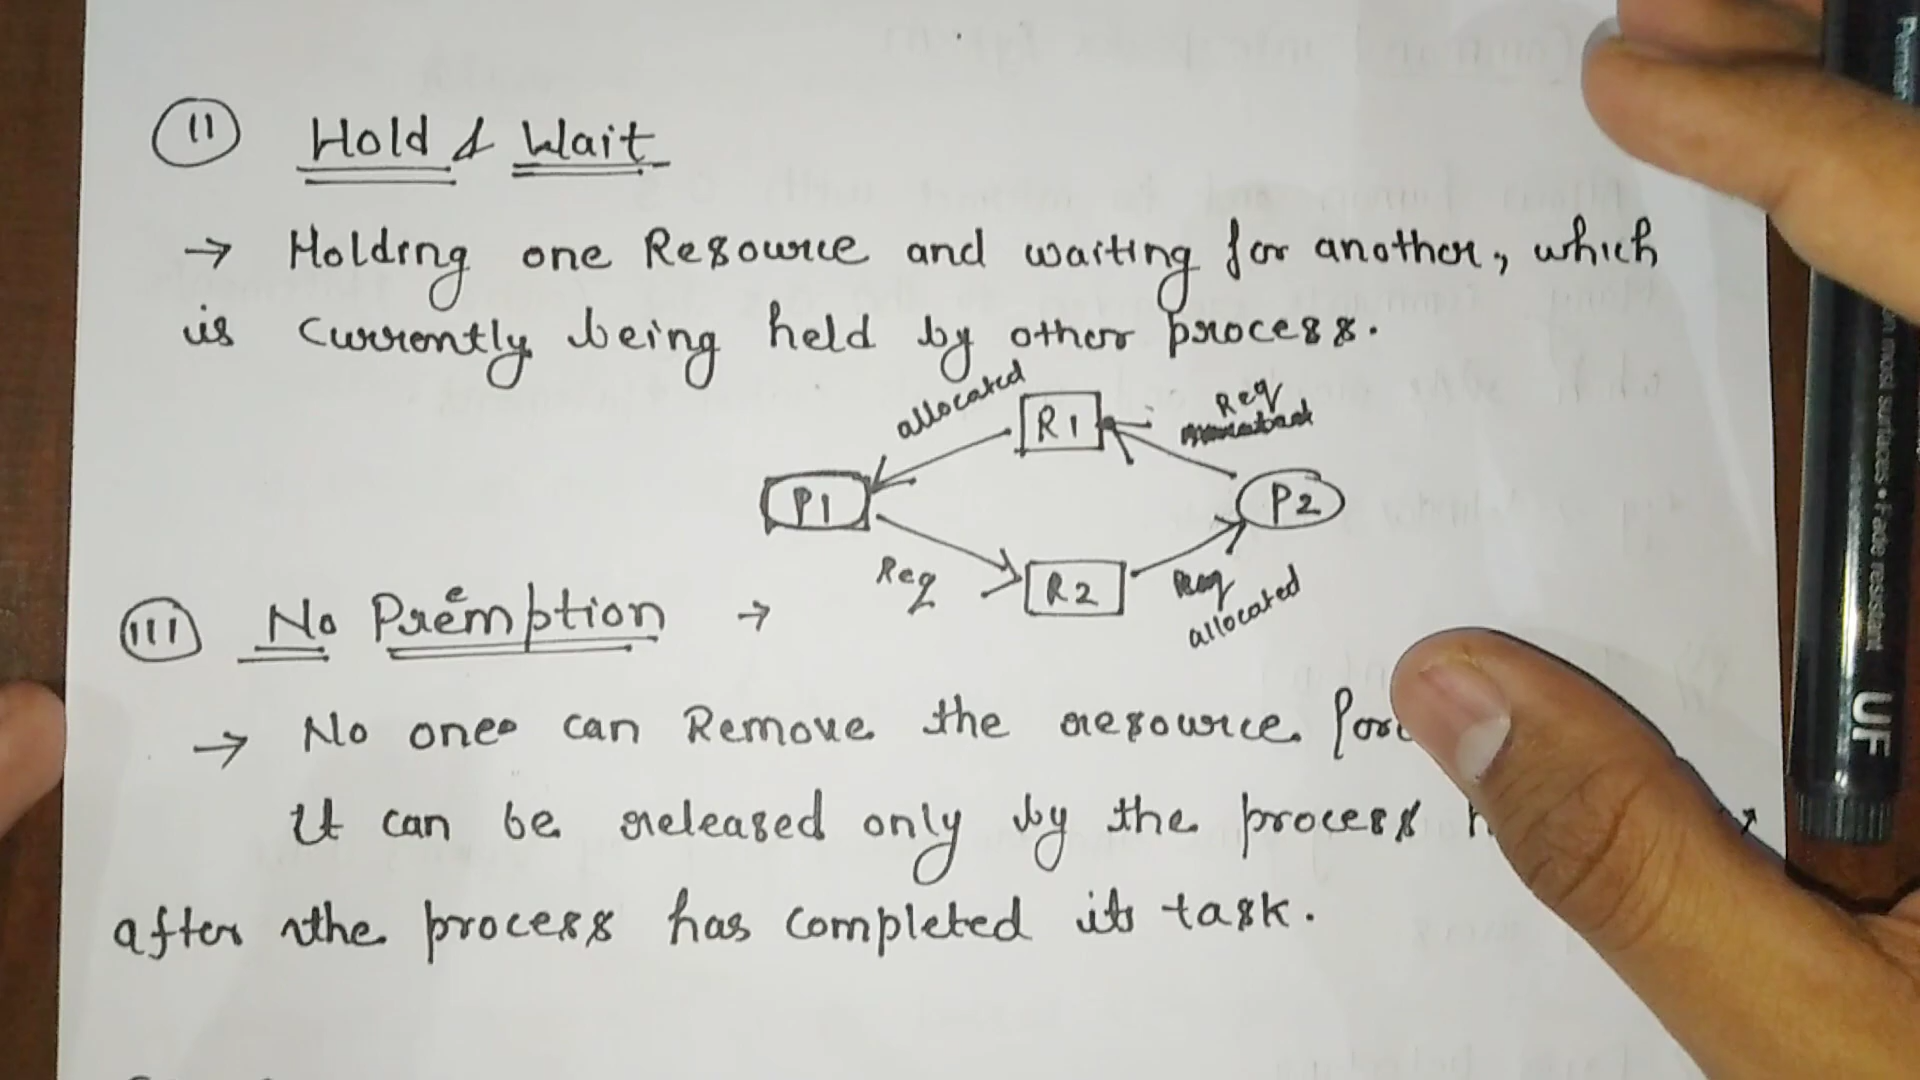 II Hold & Wait
→ Holding one Resource and waiting for another, which
is currently being held by other process.
allocated
R1
Req
P1
P2
Req
R2
Req
allocated
III No Preemption →
→ No one can Remove the resource
it can be released only by the process
after the process has completed its task.
UF